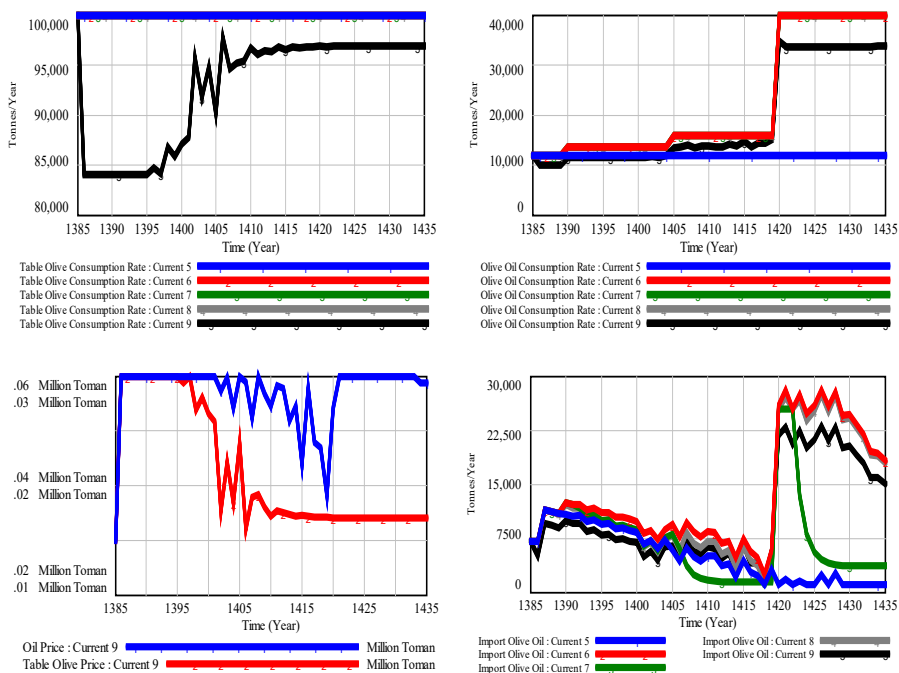 100,000
95,000
90,000
85,000
80,000
Tonnes/Year
1385 1390 1395 1400 1405 1410 1415 1420 1425 1430 1435
Time (Year)
Table Olive Consumption Rate : Current 5
Table Olive Consumption Rate : Current 6
Table Olive Consumption Rate : Current 7
Table Olive Consumption Rate : Current 8
Table Olive Consumption Rate : Current 9
40,000
30,000
20,000
10,000
0
Tonnes/Year
1385 1390 1395 1400 1405 1410 1415 1420 1425 1430 1435
Time (Year)
Olive Oil Consumption Rate : Current 5
Olive Oil Consumption Rate : Current 6
Olive Oil Consumption Rate : Current 7
Olive Oil Consumption Rate : Current 8
Olive Oil Consumption Rate : Current 9
.06 Million Toman
.03 Million Toman
.04 Million Toman
.02 Million Toman
.02 Million Toman
.01 Million Toman
1385 1395 1405 1415 1425 1435
Time (Year)
Oil Price : Current 9 Million Toman
Table Olive Price : Current 9 Million Toman
30,000
22,500
15,000
7500
0
Tonnes/Year
1385 1390 1395 1400 1405 1410 1415 1420 1425 1430 1435
Time (Year)
Import Olive Oil : Current 5 Import Olive Oil : Current 8
Import Olive Oil : Current 6 Import Olive Oil : Current 9
Import Olive Oil : Current 7